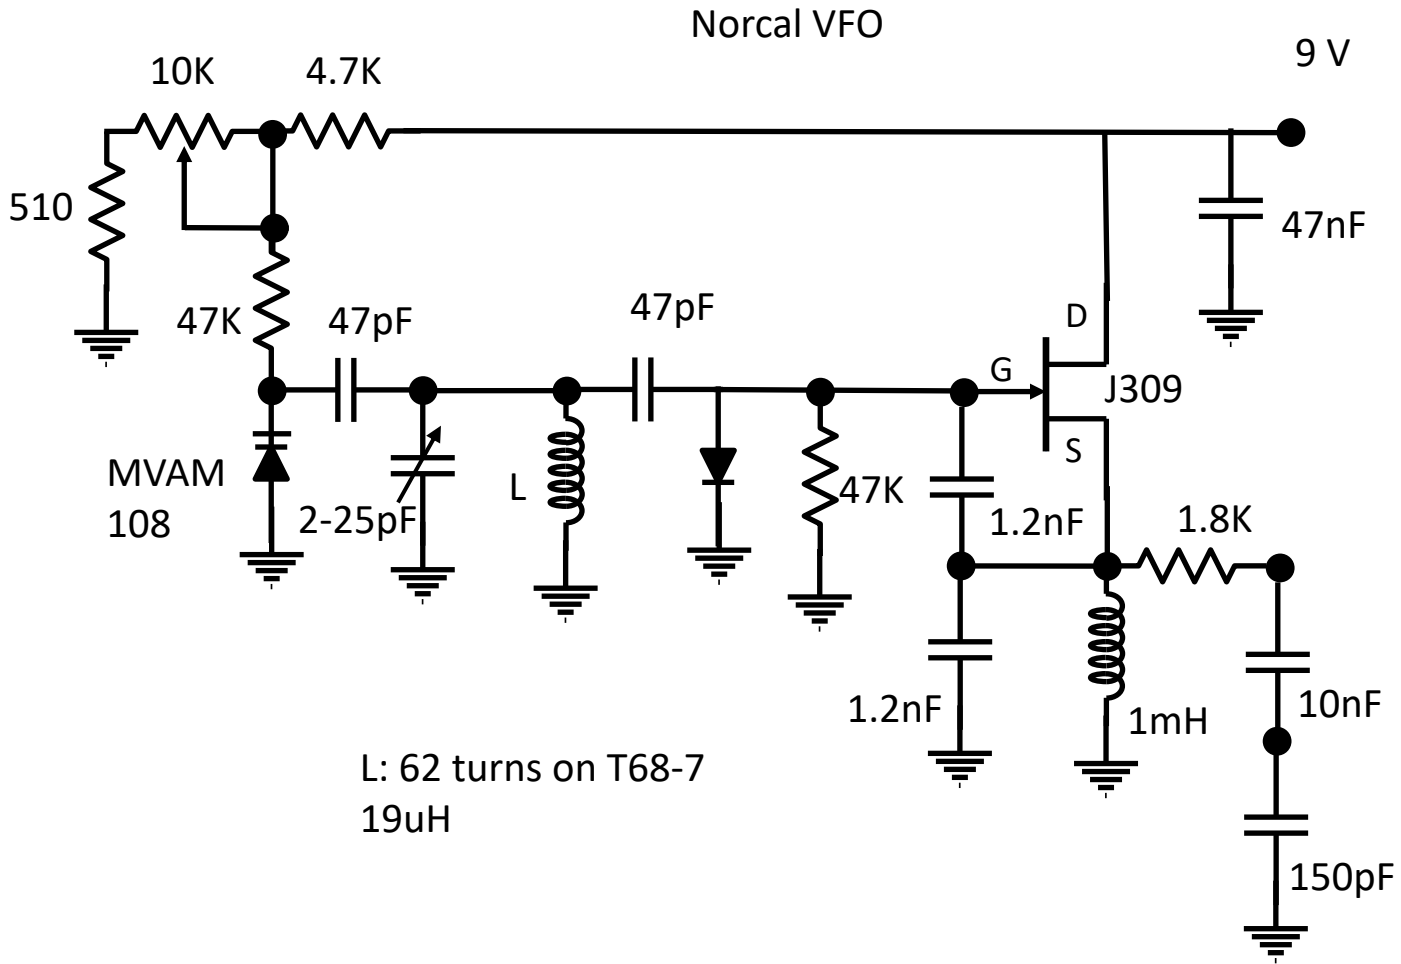 Norcal VFO
9 V
10K
4.7K
510
47nF
47K
47pF
47pF
D
G
J309
S
MVAM
108
2-25pF
L
47K
1.2nF
1.8K
1.2nF
1mH
10nF
L: 62 turns on T68-7
19uH
150pF